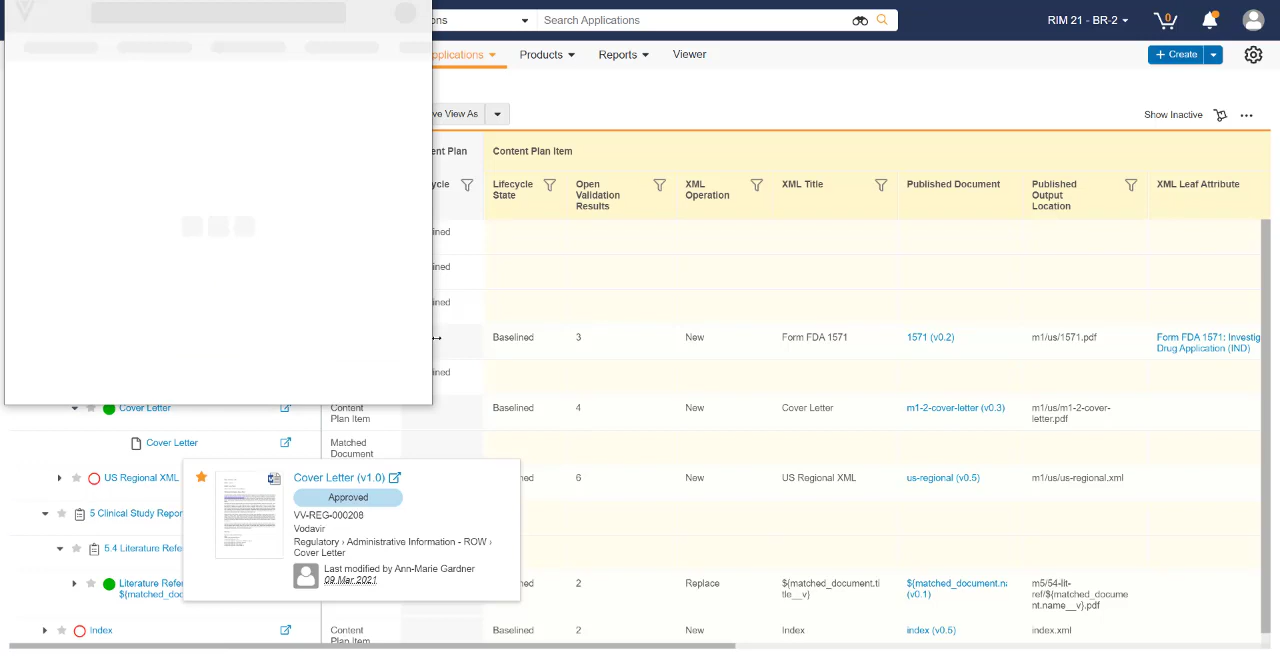 ons
Search Applications
RIM 21 - BR-2
0
pplications
Products
Reports
Viewer
+ Create
ve View As
Show Inactive
ent Plan
Content Plan Item
ycle
Lifecycle State
Open Validation Results
XML Operation
XML Title
Published Document
Published Output Location
XML Leaf Attribute
ined
ined
ined
Baselined
3
New
Form FDA 1571
1571 (v0.2)
m1/us/1571.pdf
Form FDA 1571: Investig
Drug Application (IND)
ined
Cover Letter
Content
Plan Item
Baselined
4
New
Cover Letter
m1-2-cover-letter (v0.3)
m1/us/m1-2-cover-
letter.pdf
Cover Letter
Matched
Document
US Regional XML
ned
6
New
US Regional XML
us-regional (v0.5)
m1/us/us-regional.xml
Cover Letter (v1.0)
Approved
VV-REG-000208
Vodavir
Regulatory › Administrative Information - ROW ›
Cover Letter
Last modified by Ann-Marie Gardner
09 Mar 2021
5 Clinical Study Repor
5.4 Literature Refe
Literature Refer
${matched_doc
ned
2
Replace
${matched_document.ti
tle__v}
${matched_document.na
(v0.1)
m5/54-lit-
ref/${matched_docume
nt.name__v}.pdf
Index
Content
Plan Item
Baselined
2
New
Index
index (v0.5)
index.xml